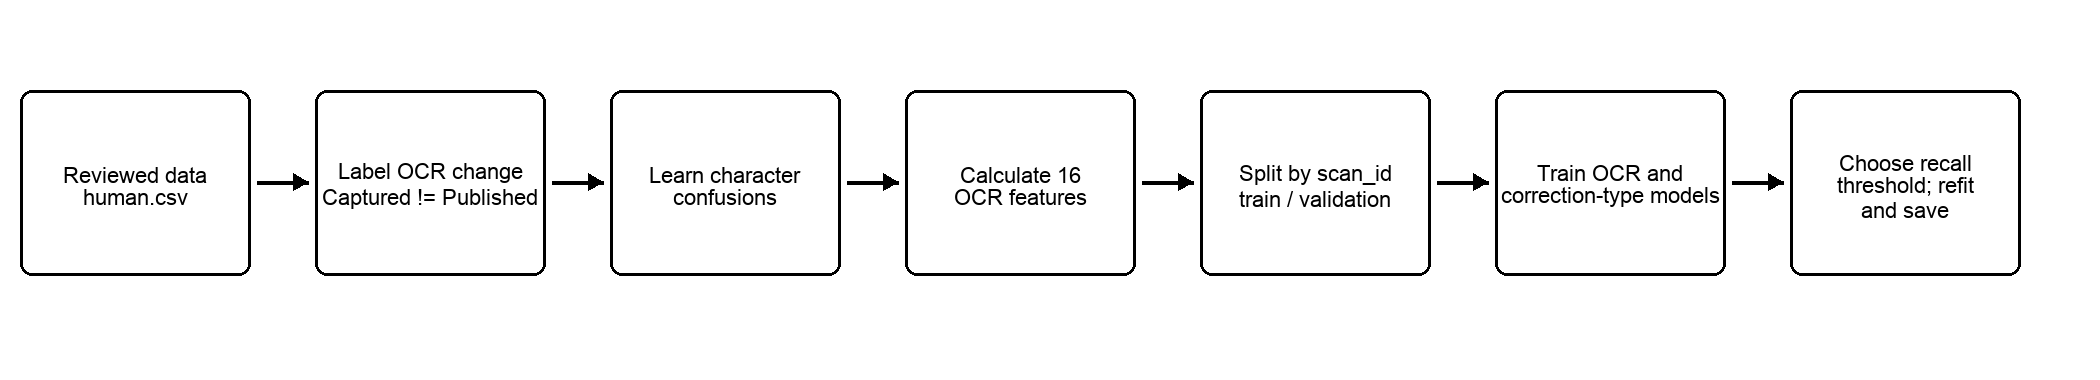 Reviewed data
human.csv
Label OCR change
Captured != Published
Learn character
confusions
Calculate 16
OCR features
Split by scan_id
train / validation
Train OCR and
correction-type models
Choose recall
threshold; refit
and save